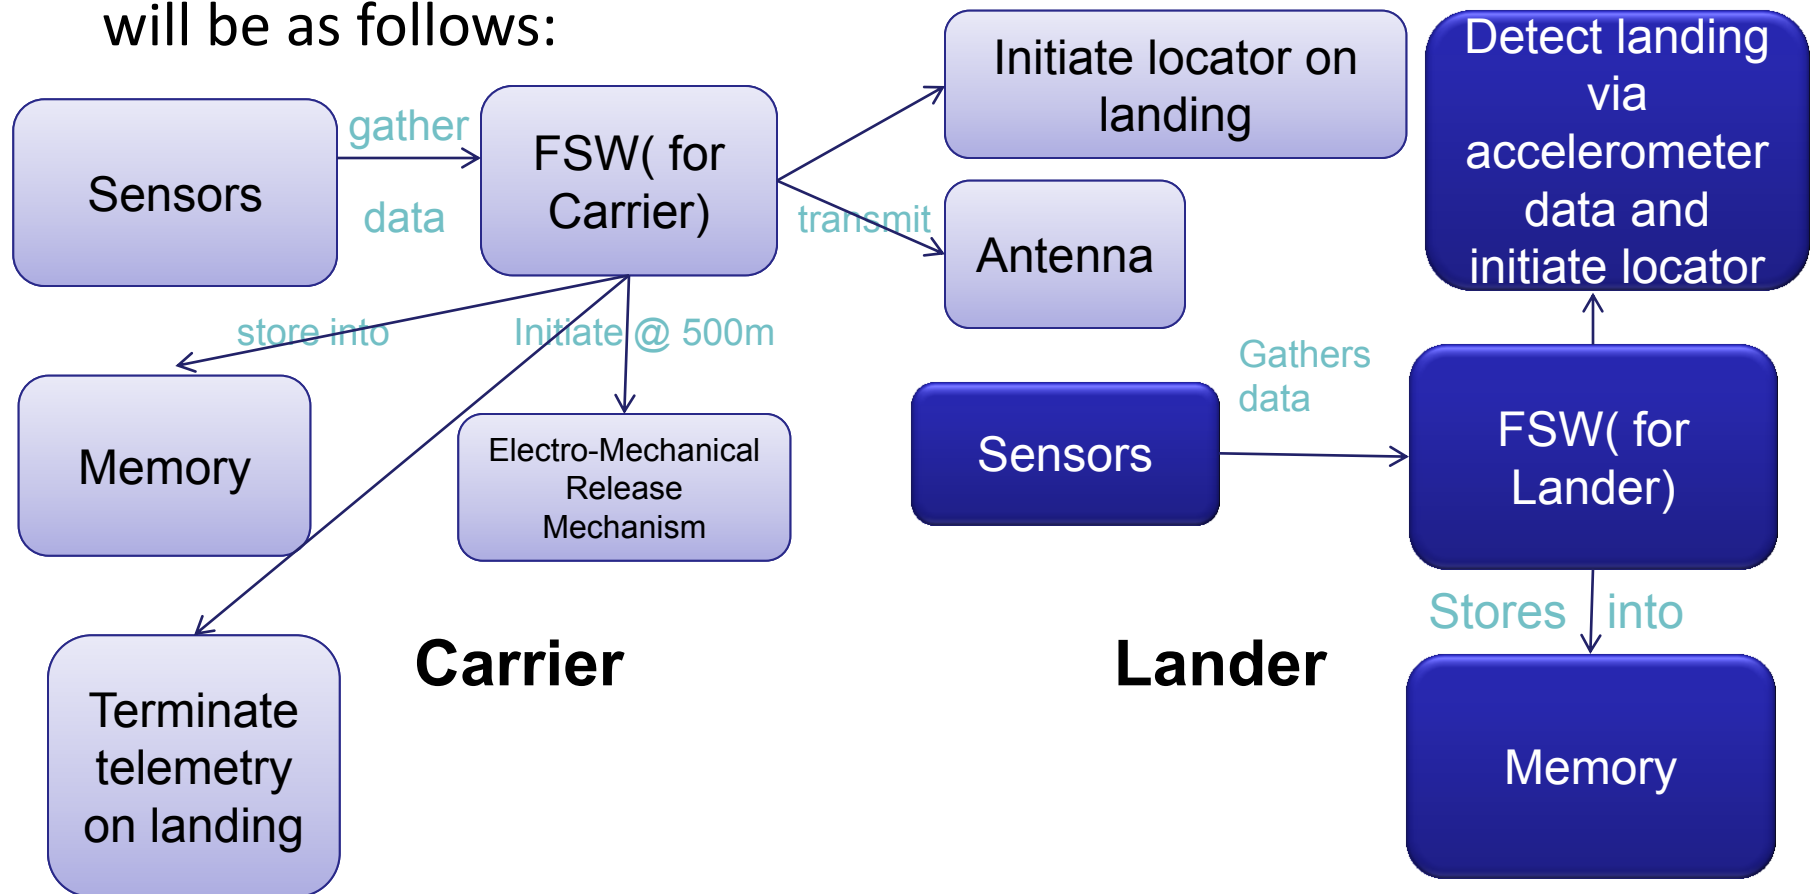 will be as follows:
Sensors
gather
data
FSW( for
Carrier)
Initiate locator on
landing
transmit
Antenna
store into
Initiate @ 500m
Memory
Electro-Mechanical
Release
Mechanism
Terminate
telemetry
on landing
Carrier
Detect landing
via
accelerometer
data and
initiate locator
Gathers
data
Sensors
FSW( for
Lander)
Stores into
Lander
Memory